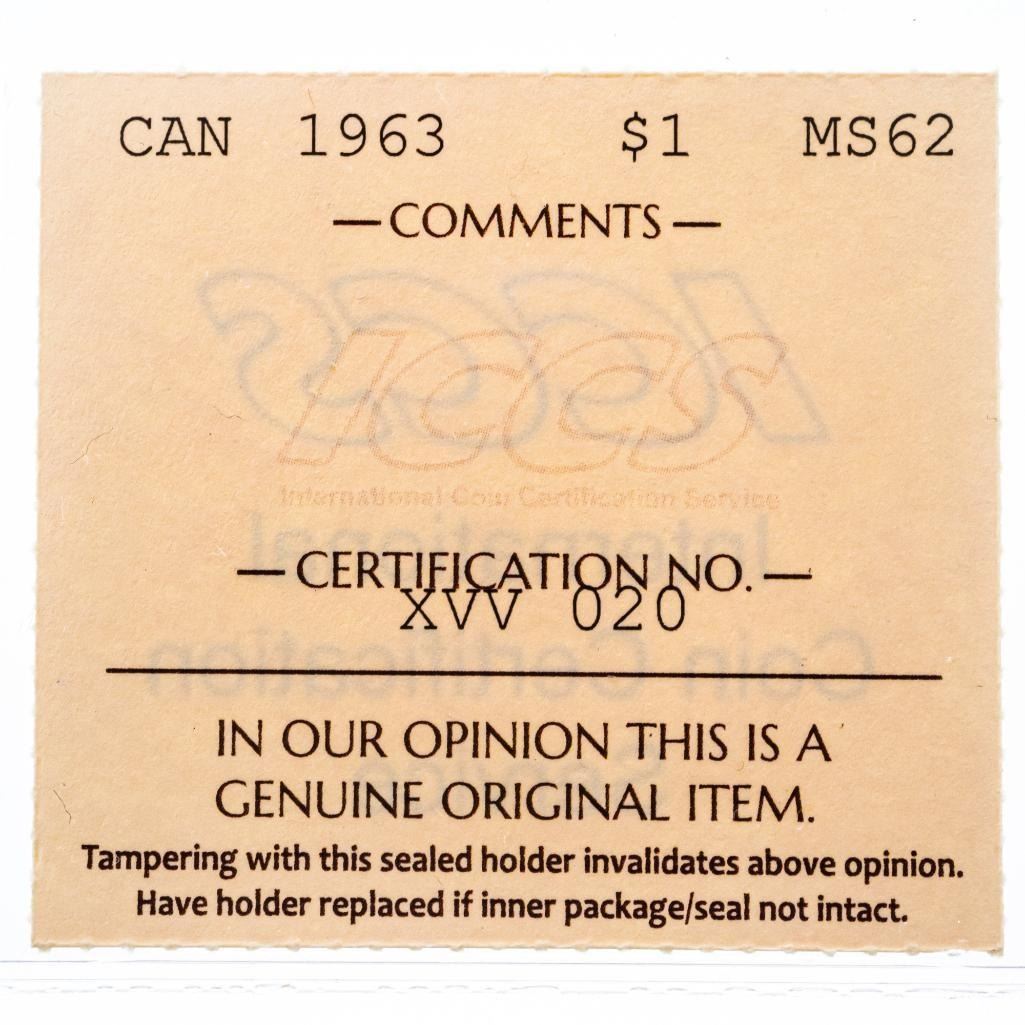 CAN 1963 $1 MS62
—COMMENTS—
ICCS
International Coin Certification Service
—CERTIFICATION NO.—
XVV 020
IN OUR OPINION THIS IS A
GENUINE ORIGINAL ITEM.
Tampering with this sealed holder invalidates above opinion.
Have holder replaced if inner package/seal not intact.